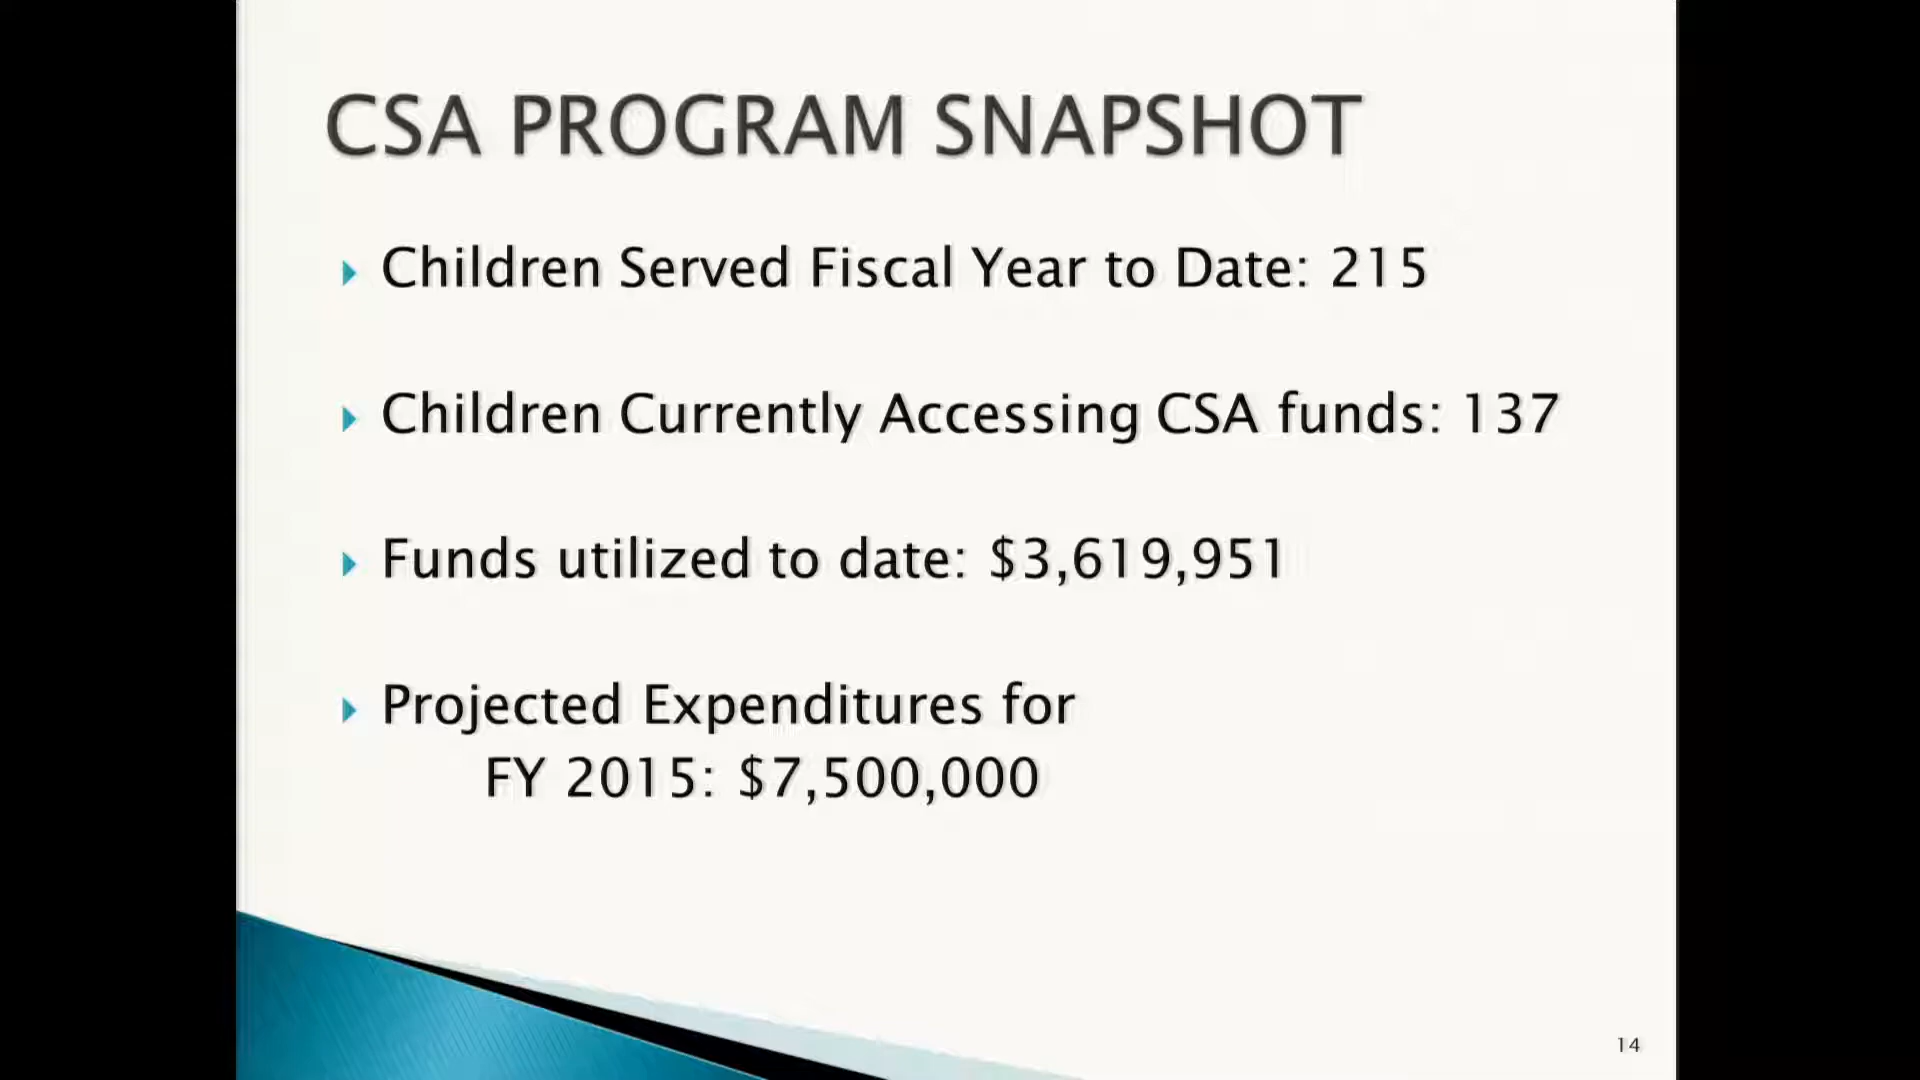 CSA PROGRAM SNAPSHOT
Children Served Fiscal Year to Date: 215
Children Currently Accessing CSA funds: 137
Funds utilized to date: $3,619,951
Projected Expenditures for
FY 2015: $7,500,000
14